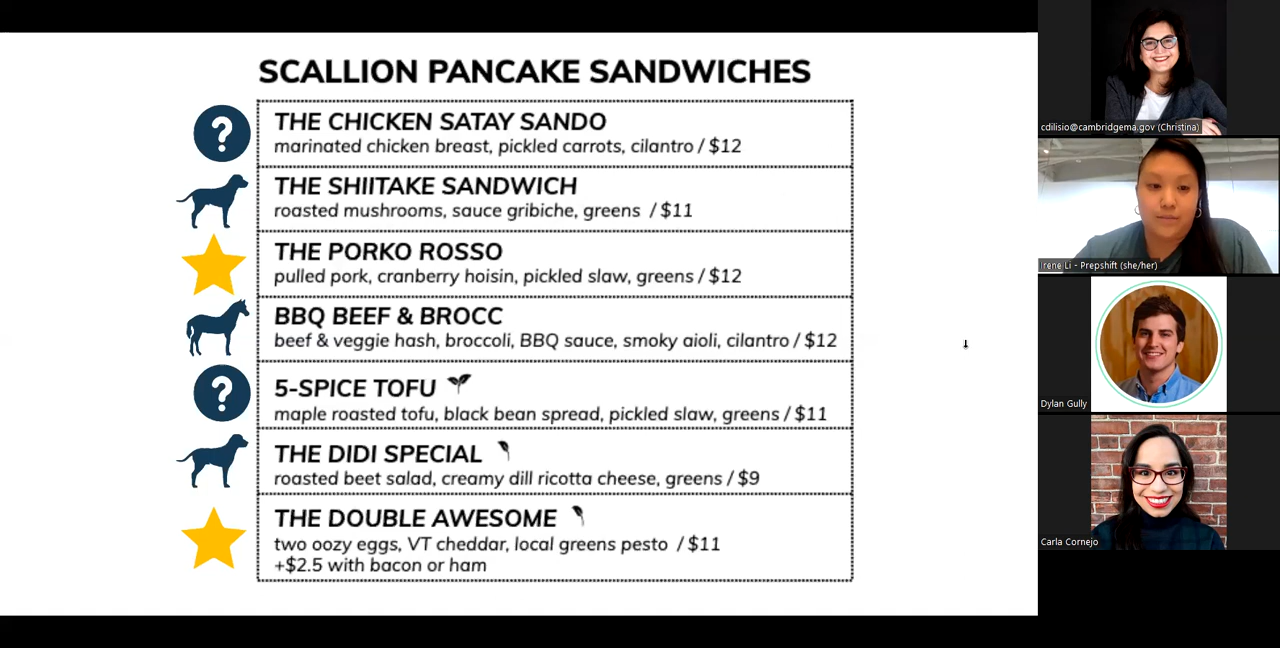 SCALLION PANCAKE SANDWICHES
?
THE CHICKEN SATAY SANDO
marinated chicken breast, pickled carrots, cilantro / $12
THE SHIITAKE SANDWICH
roasted mushrooms, sauce gribiche, greens / $11
THE PORKO ROSSO
pulled pork, cranberry hoisin, pickled slaw, greens / $12
BBQ BEEF & BROCC
beef & veggie hash, broccoli, BBQ sauce, smoky aioli, cilantro / $12
?
5-SPICE TOFU
maple roasted tofu, black bean spread, pickled slaw, greens / $11
THE DIDI SPECIAL
roasted beet salad, creamy dill ricotta cheese, greens / $9
THE DOUBLE AWESOME
two oozy eggs, VT cheddar, local greens pesto / $11
+$2.5 with bacon or ham
cdilisio@cambridgema.gov (Christina)
Irene Li - Prepshift (she/her)
Dylan Gully
Carla Cornejo